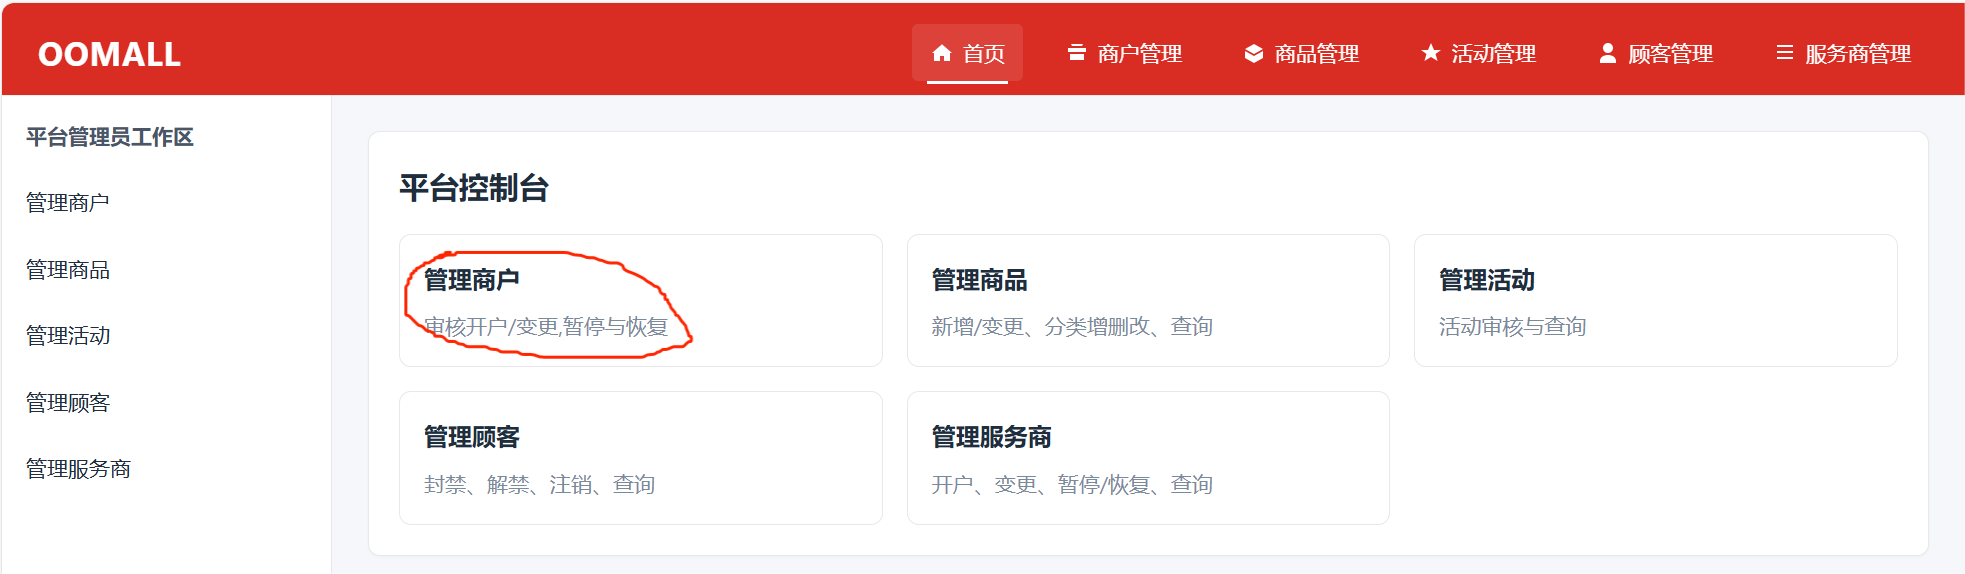 OOMALL
首页
商户管理
商品管理
活动管理
顾客管理
服务商管理
平台管理员工作区
管理商户
管理商品
管理活动
管理顾客
管理服务商
平台控制台
管理商户
审核开户/变更,暂停与恢复
管理商品
新增/变更、分类增删改、查询
管理活动
活动审核与查询
管理顾客
封禁、解禁、注销、查询
管理服务商
开户、变更、暂停/恢复、查询